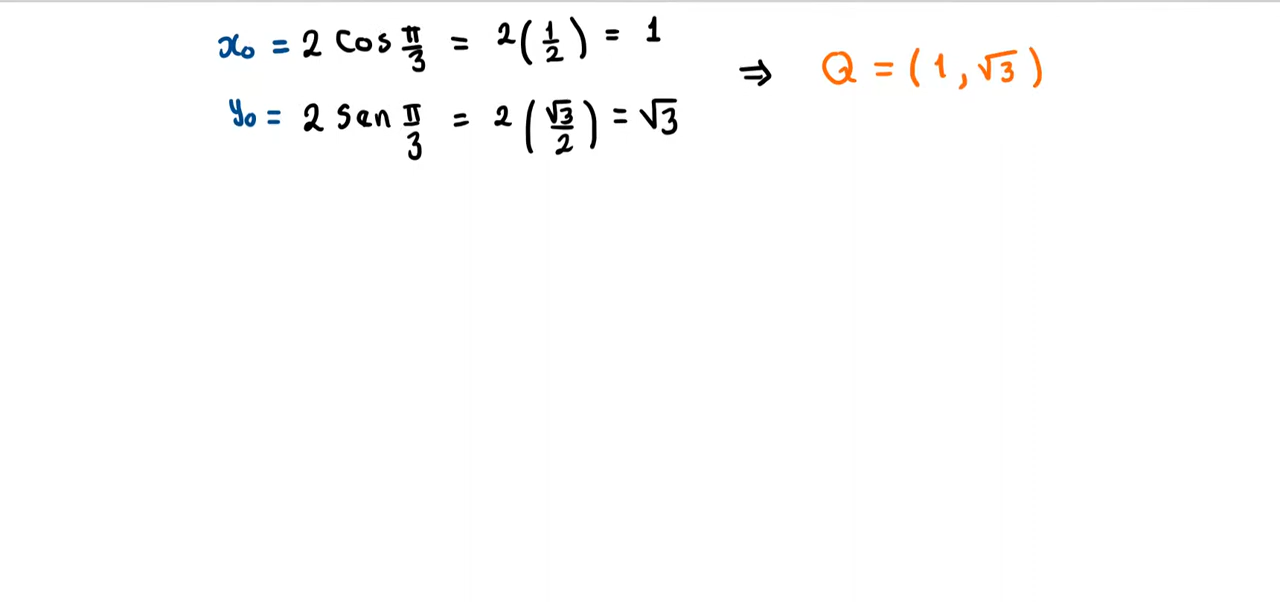 x₀ = 2 cos π/3 = 2(1/2) = 1
y₀ = 2 sen π/3 = 2(√3/2) = √3
⇒ Q = (1, √3)